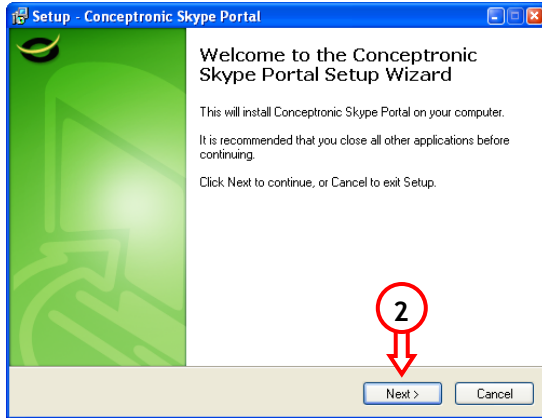 Setup - Conceptronic Skype Portal
Welcome to the Conceptronic
Skype Portal Setup Wizard
This will install Conceptronic Skype Portal on your computer.
It is recommended that you close all other applications before
continuing.
Click Next to continue, or Cancel to exit Setup.
2
Next > Cancel